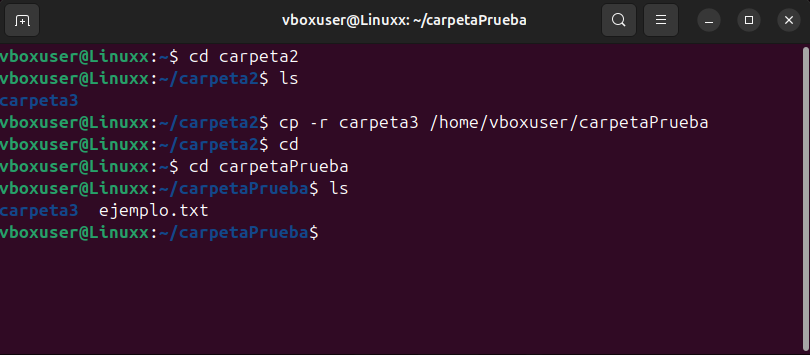 vboxuser@Linuxx: ~/carpetaPrueba
vboxuser@Linuxx:~$ cd carpeta2
vboxuser@Linuxx:~/carpeta2$ ls
carpeta3
vboxuser@Linuxx:~/carpeta2$ cp -r carpeta3 /home/vboxuser/carpetaPrueba
vboxuser@Linuxx:~/carpeta2$ cd
vboxuser@Linuxx:~$ cd carpetaPrueba
vboxuser@Linuxx:~/carpetaPrueba$ ls
carpeta3  ejemplo.txt
vboxuser@Linuxx:~/carpetaPrueba$